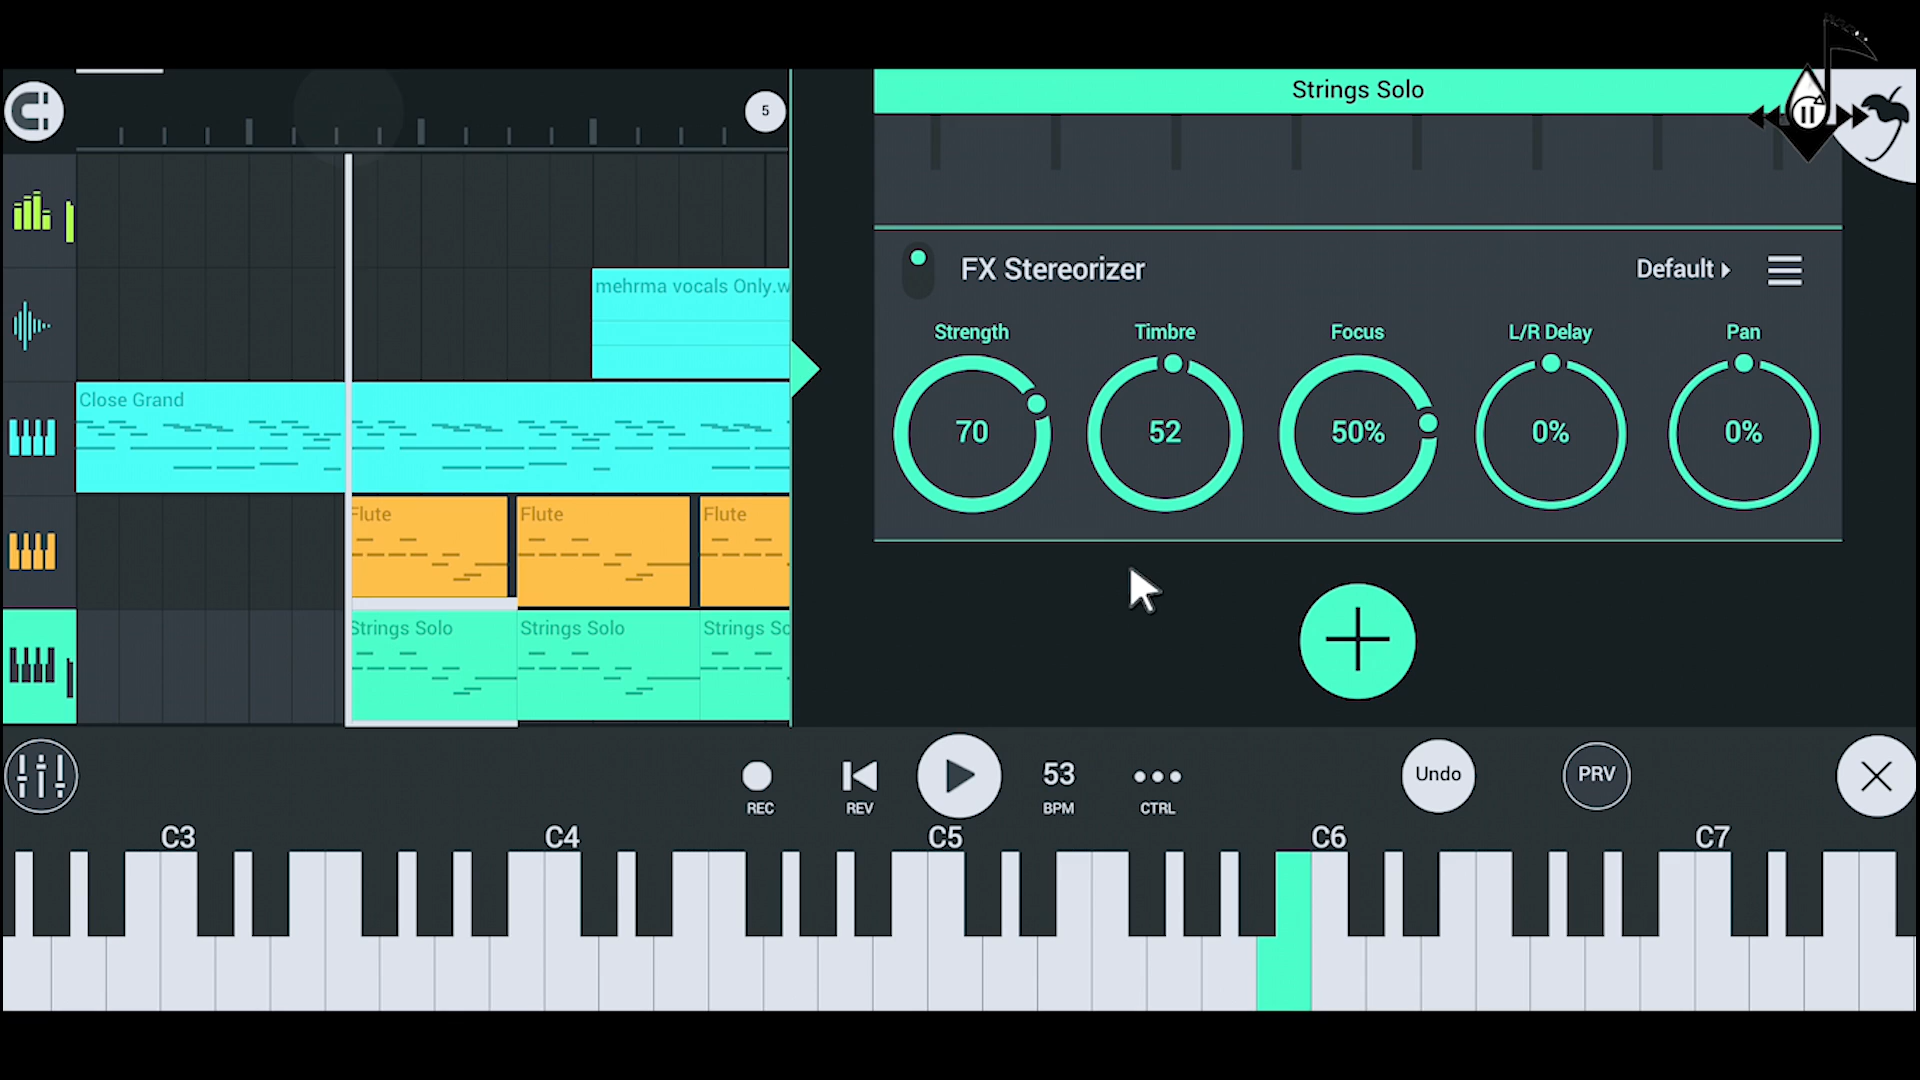 Strings Solo
5
FX Stereorizer
Default
Strength
Timbre
Focus
L/R Delay
Pan
70
52
50%
0%
0%
mehrma vocals Only.w
Close Grand
Flute
Flute
Flute
Strings Solo
Strings Solo
Strings So
REC
REV
53
BPM
CTRL
Undo
PRV
C3
C4
C5
C6
C7